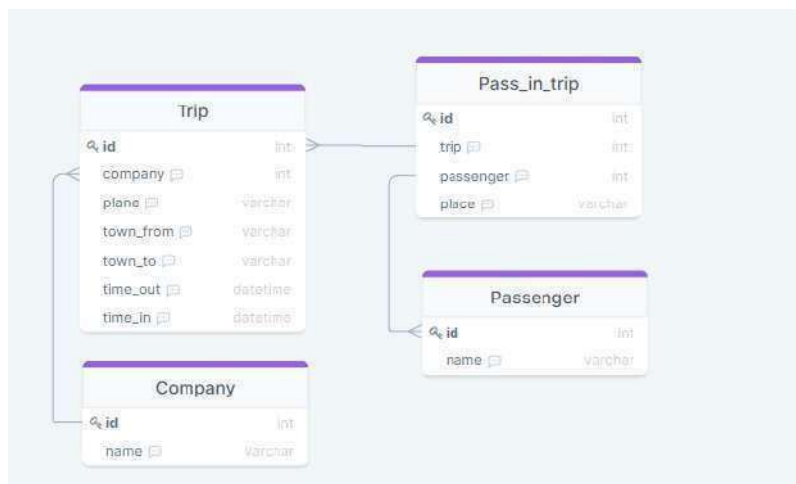 Trip
id int
company int
plane varchar
town_from varchar
town_to varchar
time_out datetime
time_in datetime
Pass_in_trip
id int
trip int
passenger int
place varchar
Passenger
id int
name varchar
Company
id int
name varchar